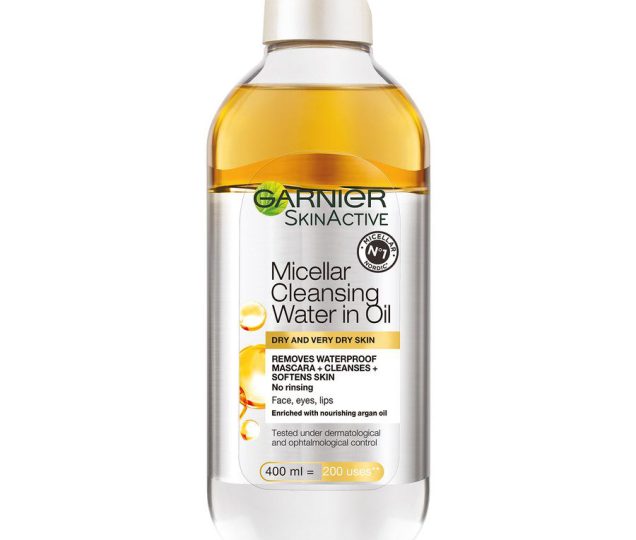 GARNIER
SKINACTIVE
MICELLAR
N°1
NORDIC*
Micellar
Cleansing
Water in Oil
DRY AND VERY DRY SKIN
REMOVES WATERPROOF
MASCARA + CLEANSES +
SOFTENS SKIN
No rinsing
Face, eyes, lips
Enriched with nourishing argan oil
Tested under dermatological
and ophtalmological control
400 ml = 200 uses**